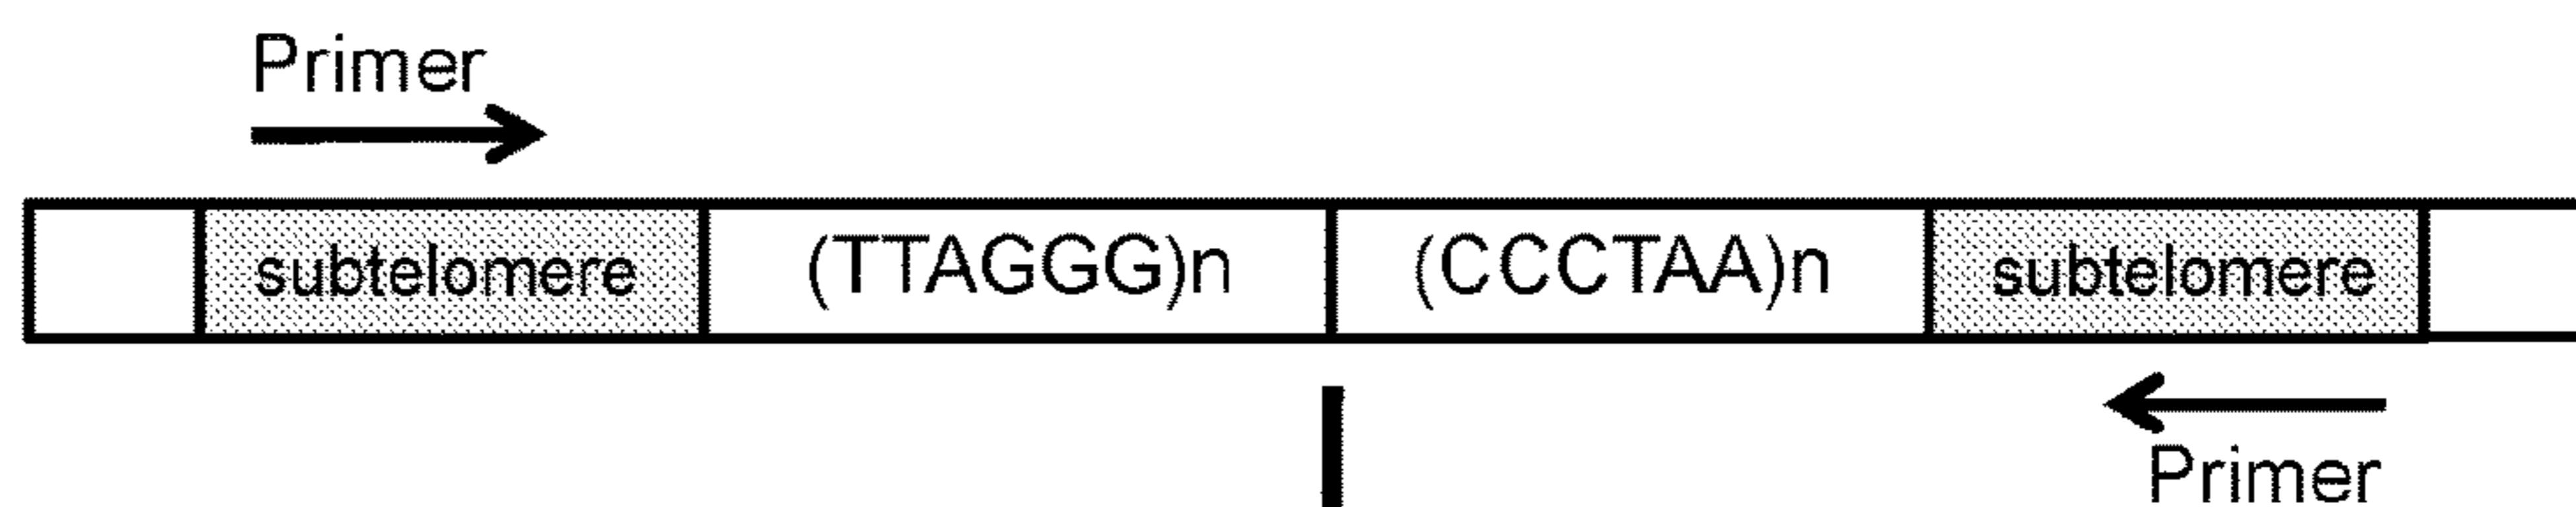 Primer
subtelomere (TTAGGG)n (CCCTAA)n subtelomere
Primer